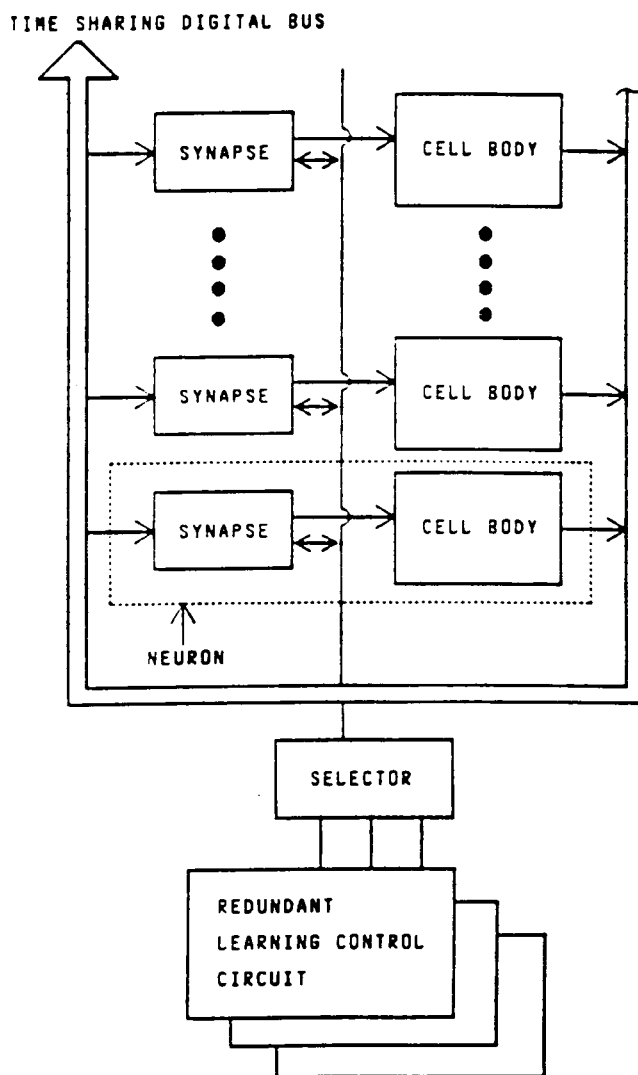 TIME SHARING DIGITAL BUS
SYNAPSE
CELL BODY
SYNAPSE
CELL BODY
SYNAPSE
CELL BODY
NEURON
SELECTOR
REDUNDANT
LEARNING CONTROL
CIRCUIT